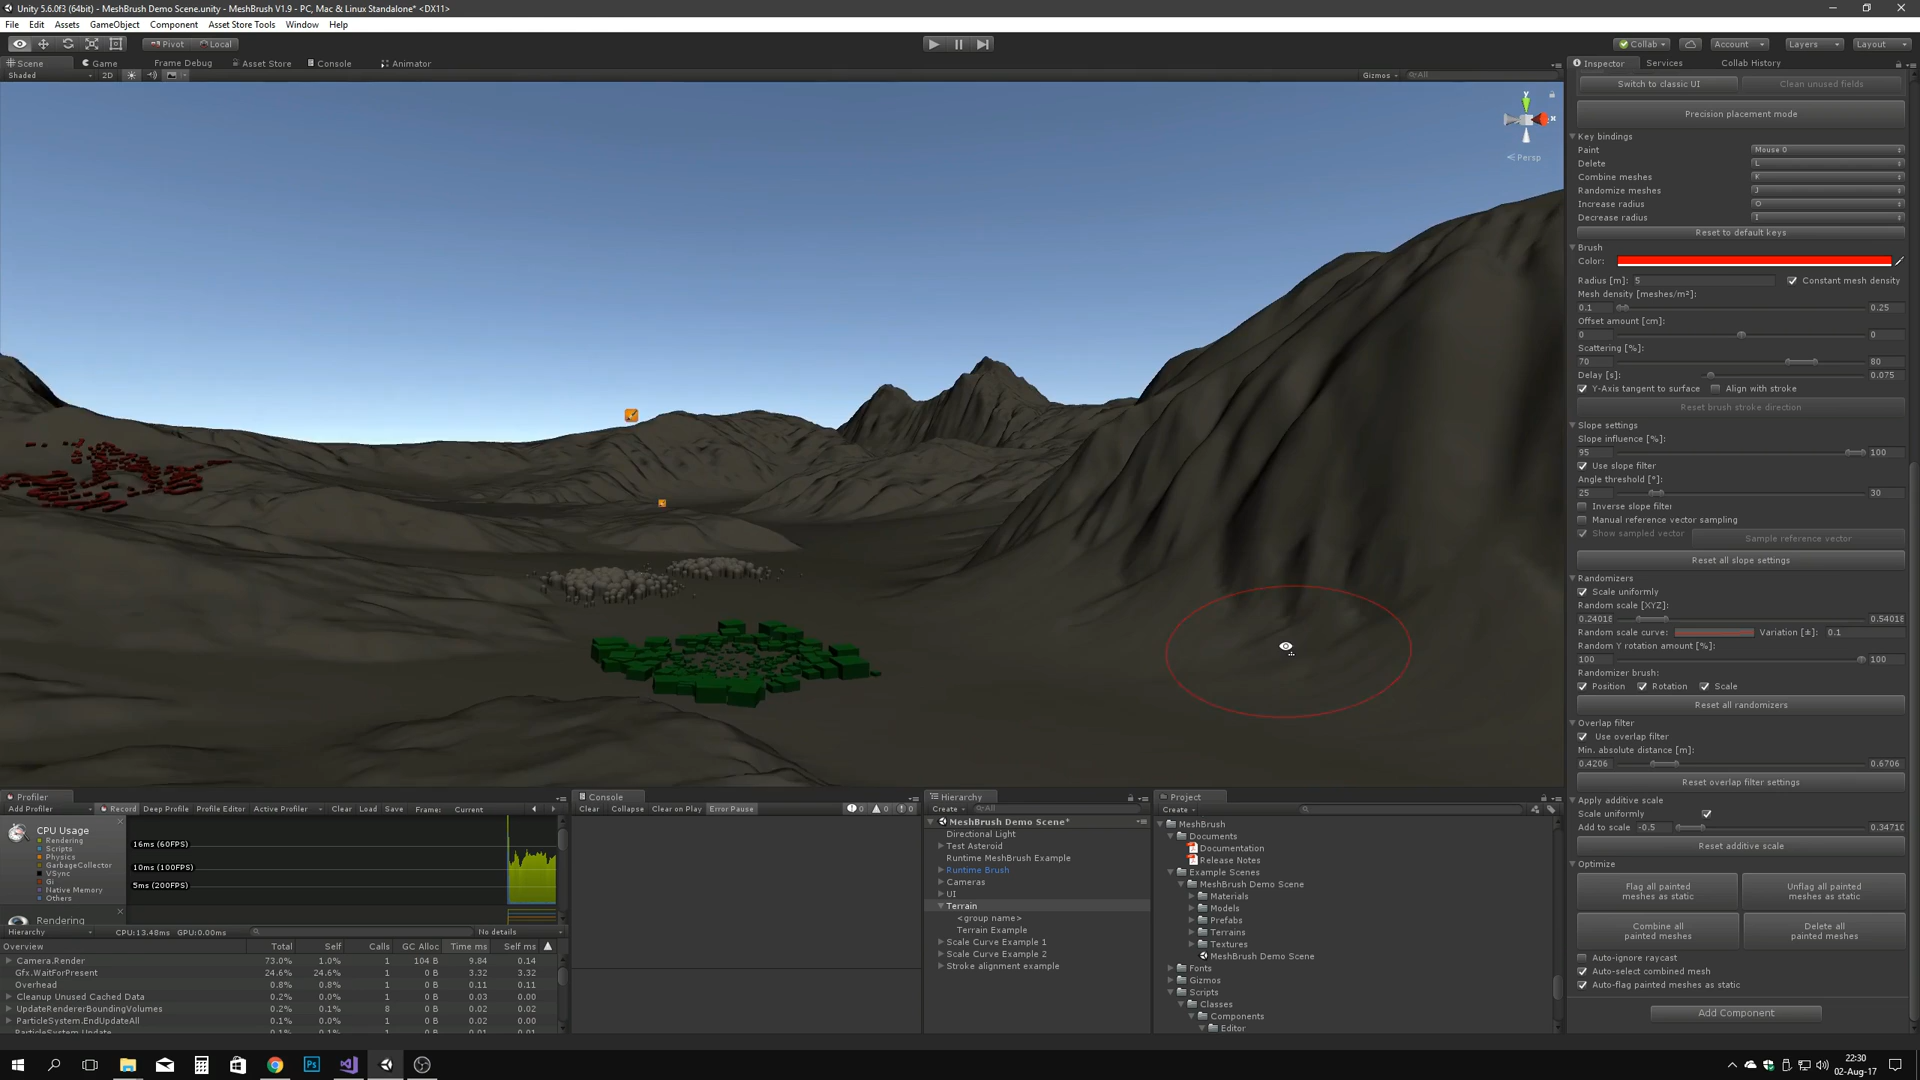 Unity 5.6.0f3 (64bit) - MeshBrush Demo Scene.unity - MeshBrush V1.9 - PC, Mac & Linux Standalone* <DX11>
File Edit Assets GameObject Component Asset Store Tools Window Help
Pivot Local
Collab Account Layers Layout
Scene Game Frame Debug Asset Store Console Animator
Shaded 2D Gizmos All
y
x
Persp
Inspector Services Collab History
Switch to classic UI Clean unused fields
Precision placement mode
Key bindings
Paint Mouse 0
Delete L
Combine meshes K
Randomize meshes J
Increase radius O
Decrease radius I
Reset to default keys
Brush
Color:
Radius [m]: 5 Constant mesh density
Mesh density [meshes/m²]:
0.1 0.25
Offset amount [cm]:
0 0
Scattering [%]:
70 80
Delay [s]: 0.075
Y-Axis tangent to surface Align with stroke
Reset brush stroke direction
Slope settings
Slope influence [%]:
95 100
Use slope filter
Angle threshold [°]:
25 30
Inverse slope filter
Manual reference vector sampling
Show sampled vector Sample reference vector
Reset all slope settings
Randomizers
Scale uniformly
Random scale [XYZ]:
0.24018 0.54018
Random scale curve: Variation [±]: 0.1
Random Y rotation amount [%]:
100 100
Randomizer brush:
Position Rotation Scale
Reset all randomizers
Overlap filter
Use overlap filter
Min. absolute distance [m]:
0.4206 0.6706
Reset overlap filter settings
Apply additive scale
Scale uniformly
Add to scale -0.5 0.3471
Reset additive scale
Optimize
Flag all painted meshes as static Unflag all painted meshes as static
Combine all painted meshes Delete all painted meshes
Auto-ignore raycast
Auto-select combined mesh
Auto-flag painted meshes as static
Add Component
Profiler
Add Profiler Record Deep Profile Profile Editor Active Profiler Clear Load Save Frame: Current
CPU Usage
Rendering
Scripts
Physics
GarbageCollector
VSync
Gi
Native Memory
Others
16ms (60FPS)
10ms (100FPS)
5ms (200FPS)
Rendering
Hierarchy CPU:13.48ms GPU:0.00ms No details
Overview Total Self Calls GC Alloc Time ms Self ms
Camera.Render 73.0% 1.0% 1 104 B 9.84 0.14
Gfx.WaitForPresent 24.6% 24.6% 1 0 B 3.32 3.32
Overhead 0.8% 0.8% 1 0 B 0.11 0.11
Cleanup Unused Cached Data 0.2% 0.0% 1 0 B 0.03 0.00
UpdateRendererBoundingVolumes 0.2% 0.1% 8 0 B 0.02 0.02
ParticleSystem.EndUpdateAll 0.1% 0.0% 1 0 B 0.02 0.00
Console
Clear Collapse Clear on Play Error Pause 0 0 0
Hierarchy
Create All
MeshBrush Demo Scene*
Directional Light
Test Asteroid
Runtime MeshBrush Example
Runtime Brush
Cameras
UI
Terrain
<group name>
Terrain Example
Scale Curve Example 1
Scale Curve Example 2
Stroke alignment example
Project
Create
MeshBrush
Documents
Documentation
Release Notes
Example Scenes
MeshBrush Demo Scene
Materials
Models
Prefabs
Terrains
Textures
MeshBrush Demo Scene
Fonts
Gizmos
Scripts
Classes
Components
Editor
Ps
22:30
02-Aug-17